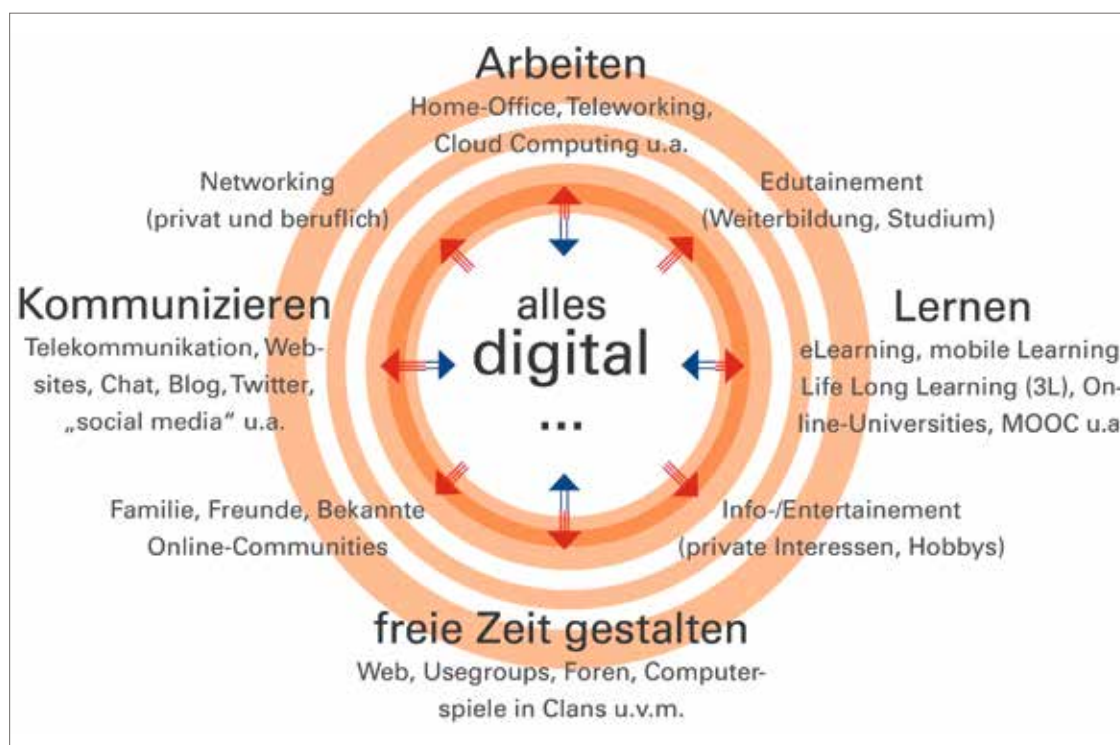 Arbeiten
Home-Office, Teleworking,
Cloud Computing u.a.
Networking
(privat und beruflich)
Edutainement
(Weiterbildung, Studium)
Kommunizieren
Telekommunikation, Web-
sites, Chat, Blog, Twitter,
„social media“ u.a.
alles
digital
...
Lernen
eLearning, mobile Learning
Life Long Learning (3L), On-
line-Universities, MOOC u.a
Familie, Freunde, Bekannte
Online-Communities
Info-/Entertainement
(private Interessen, Hobbys)
freie Zeit gestalten
Web, Usegroups, Foren, Computer-
spiele in Clans u.v.m.